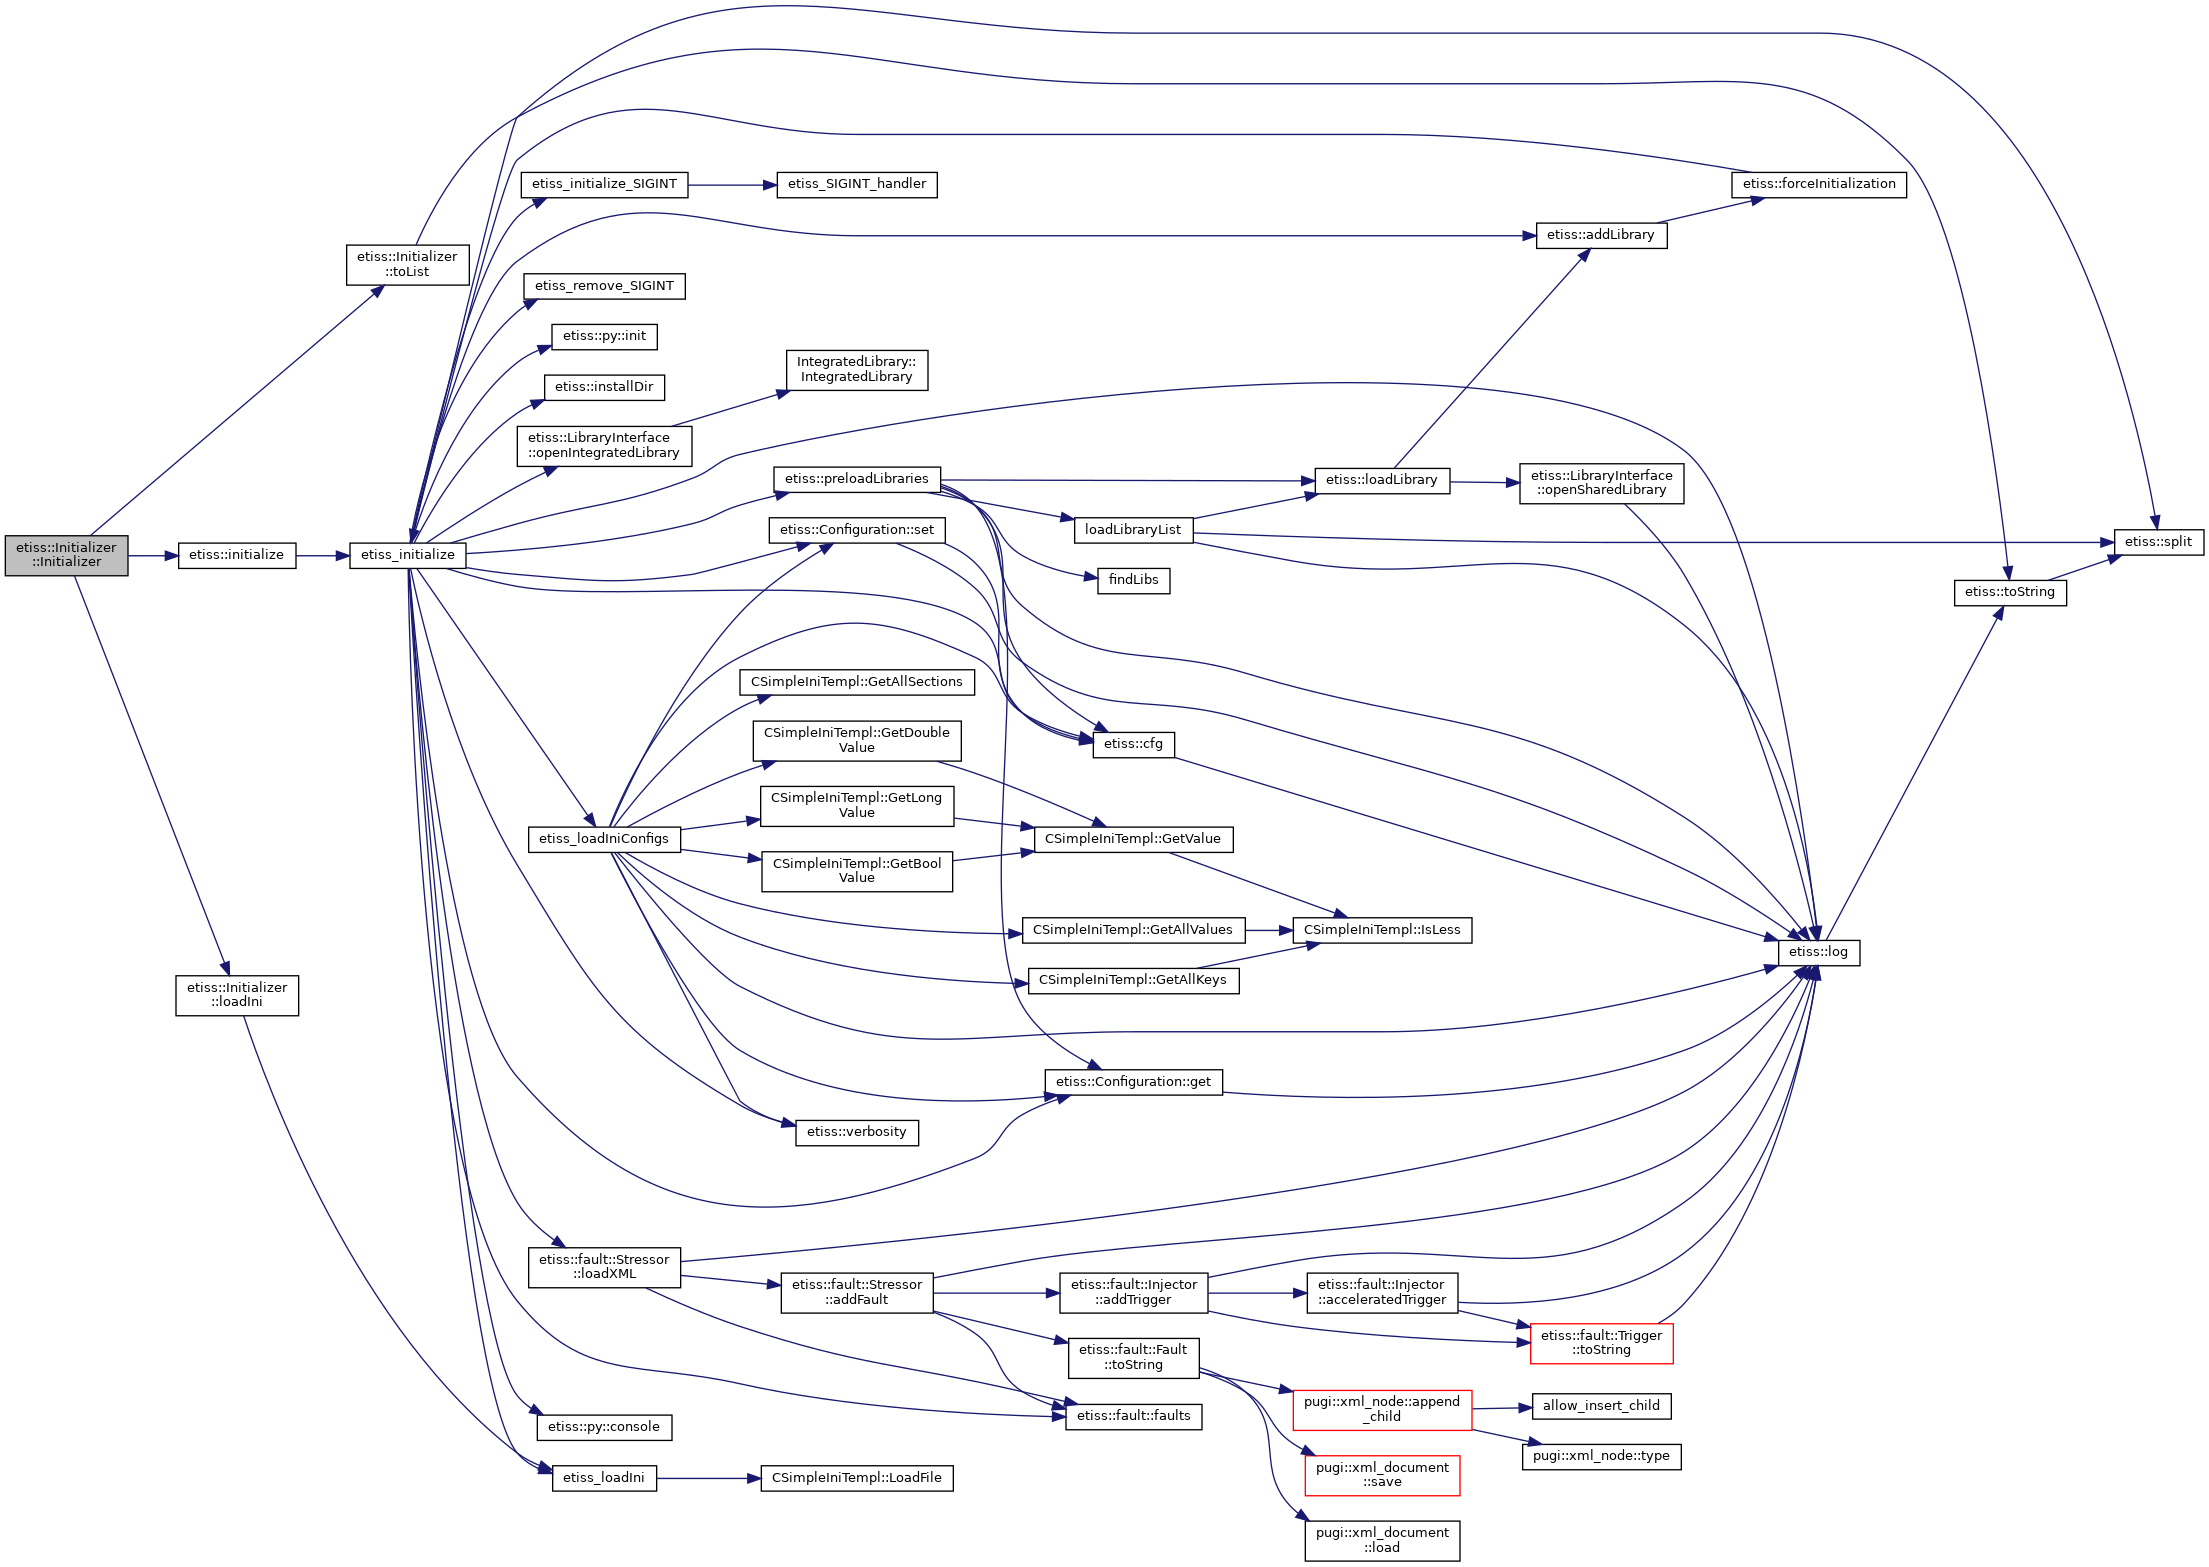 etiss::Initializer
::Initializer
etiss::Initializer
::toList
etiss::initialize
etiss::Initializer
::loadIni
etiss_initialize
etiss_initialize_SIGINT
etiss_SIGINT_handler
etiss_remove_SIGINT
etiss::py::init
etiss::installDir
etiss::LibraryInterface
::openIntegratedLibrary
IntegratedLibrary::
IntegratedLibrary
etiss::preloadLibraries
etiss::Configuration::set
CSimpleIniTempl::GetAllSections
CSimpleIniTempl::GetDouble
Value
CSimpleIniTempl::GetLong
Value
CSimpleIniTempl::GetBool
Value
etiss_loadIniConfigs
etiss::verbosity
etiss::fault::Stressor
::loadXML
etiss::fault::Stressor
::addFault
etiss::py::console
etiss_loadIni
CSimpleIniTempl::LoadFile
loadLibraryList
findLibs
etiss::cfg
CSimpleIniTempl::GetValue
CSimpleIniTempl::GetAllValues
CSimpleIniTempl::GetAllKeys
etiss::Configuration::get
etiss::fault::Injector
::addTrigger
etiss::fault::Fault
::toString
etiss::fault::faults
etiss::loadLibrary
CSimpleIniTempl::IsLess
etiss::fault::Injector
::acceleratedTrigger
pugi::xml_node::append
_child
pugi::xml_document
::save
pugi::xml_document
::load
etiss::addLibrary
etiss::LibraryInterface
::openSharedLibrary
etiss::fault::Trigger
::toString
allow_insert_child
pugi::xml_node::type
etiss::forceInitialization
etiss::log
etiss::toString
etiss::split